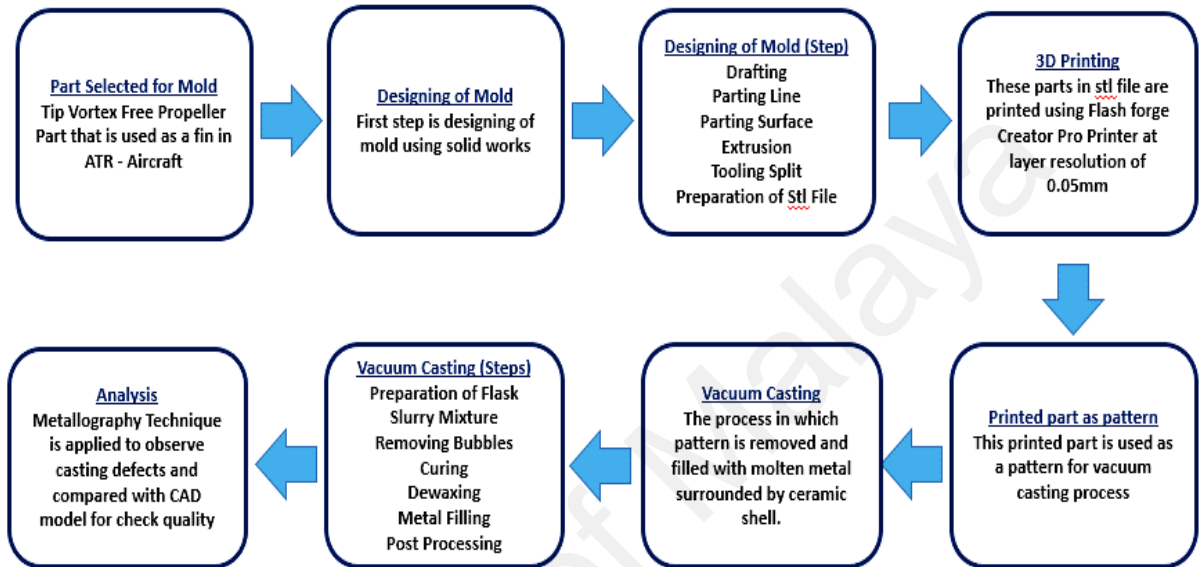 Part Selected for Mold
Tip Vortex Free Propeller
Part that is used as a fin in
ATR - Aircraft
Designing of Mold
First step is designing of
mold using solid works
Designing of Mold (Step)
Drafting
Parting Line
Parting Surface
Extrusion
Tooling Split
Preparation of Stl File
3D Printing
These parts in stl file are
printed using Flash forge
Creator Pro Printer at
layer resolution of
0.05mm
Printed part as pattern
This printed part is used as
a pattern for vacuum
casting process
Vacuum Casting
The process in which
pattern is removed and
filled with molten metal
surrounded by ceramic
shell.
Vacuum Casting (Steps)
Preparation of Flask
Slurry Mixture
Removing Bubbles
Curing
Dewaxing
Metal Filling
Post Processing
Analysis
Metallography Technique
is applied to observe
casting defects and
compared with CAD
model for check quality
of Malaya